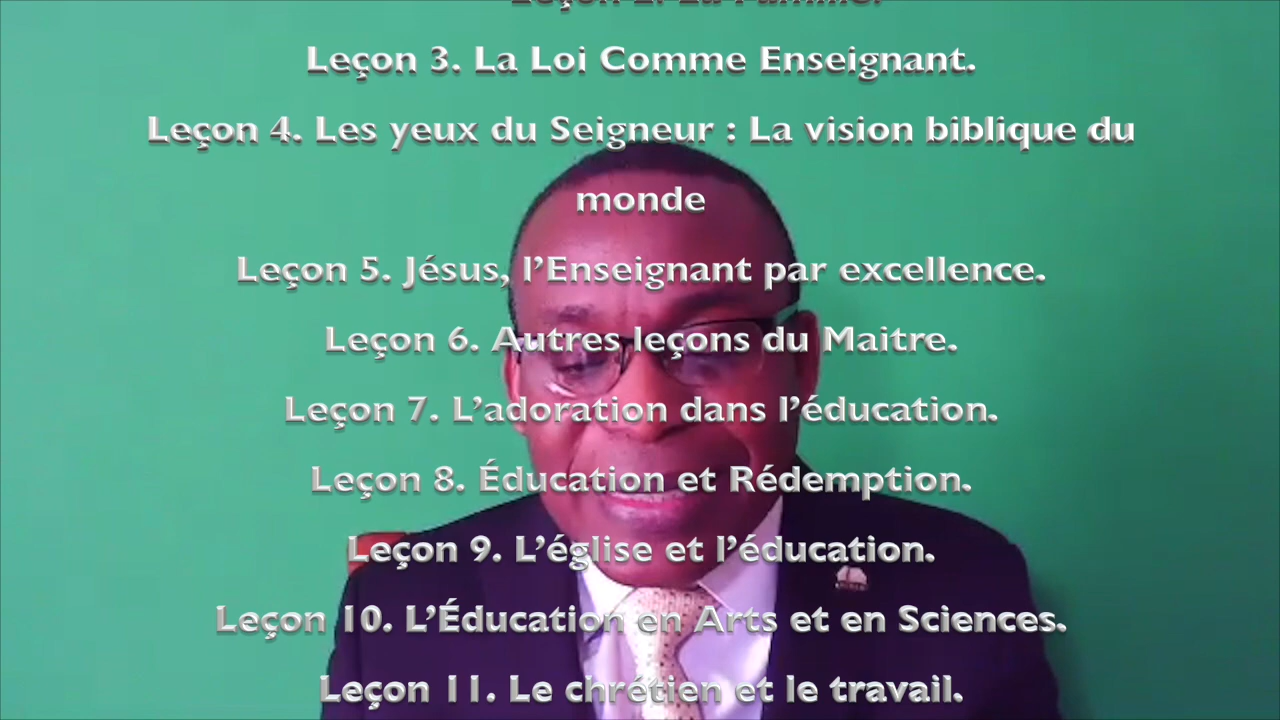 Leçon 3. La Loi Comme Enseignant.
Leçon 4. Les yeux du Seigneur : La vision biblique du
monde
Leçon 5. Jésus, l’Enseignant par excellence.
Leçon 6. Autres leçons du Maitre.
Leçon 7. L’adoration dans l’éducation.
Leçon 8. Éducation et Rédemption.
Leçon 9. L’église et l’éducation.
Leçon 10. L’Éducation en Arts et en Sciences.
Leçon 11. Le chrétien et le travail.